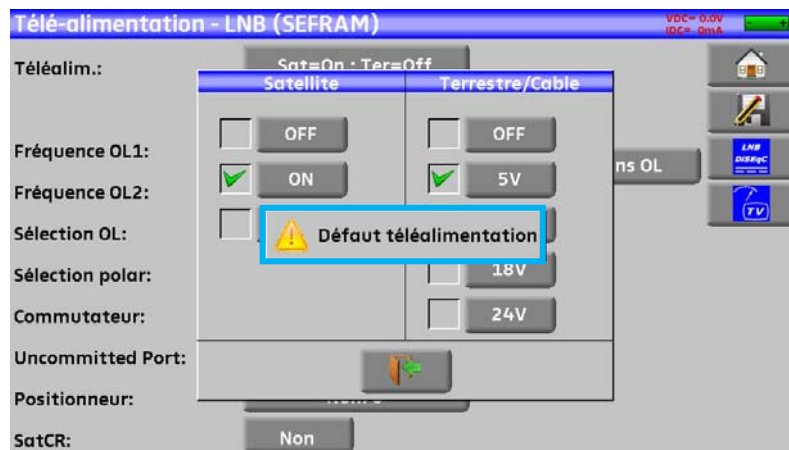 Télé-alimentation - LNB (SEFRAM)
VDC= 0.0V
IDC= 0mA
- +
Téléalim.:
Sat=On : Ter=Off
Satellite
Terrestre/Cable
OFF
OFF
Fréquence OL1:
ns OL
LNB
DiSEqC
ON
5V
Fréquence OL2:
TV
Sélection OL:
Défaut téléalimentation
Sélection polar:
18V
Commutateur:
24V
Uncommitted Port:
Positionneur:
SatCR:
Non